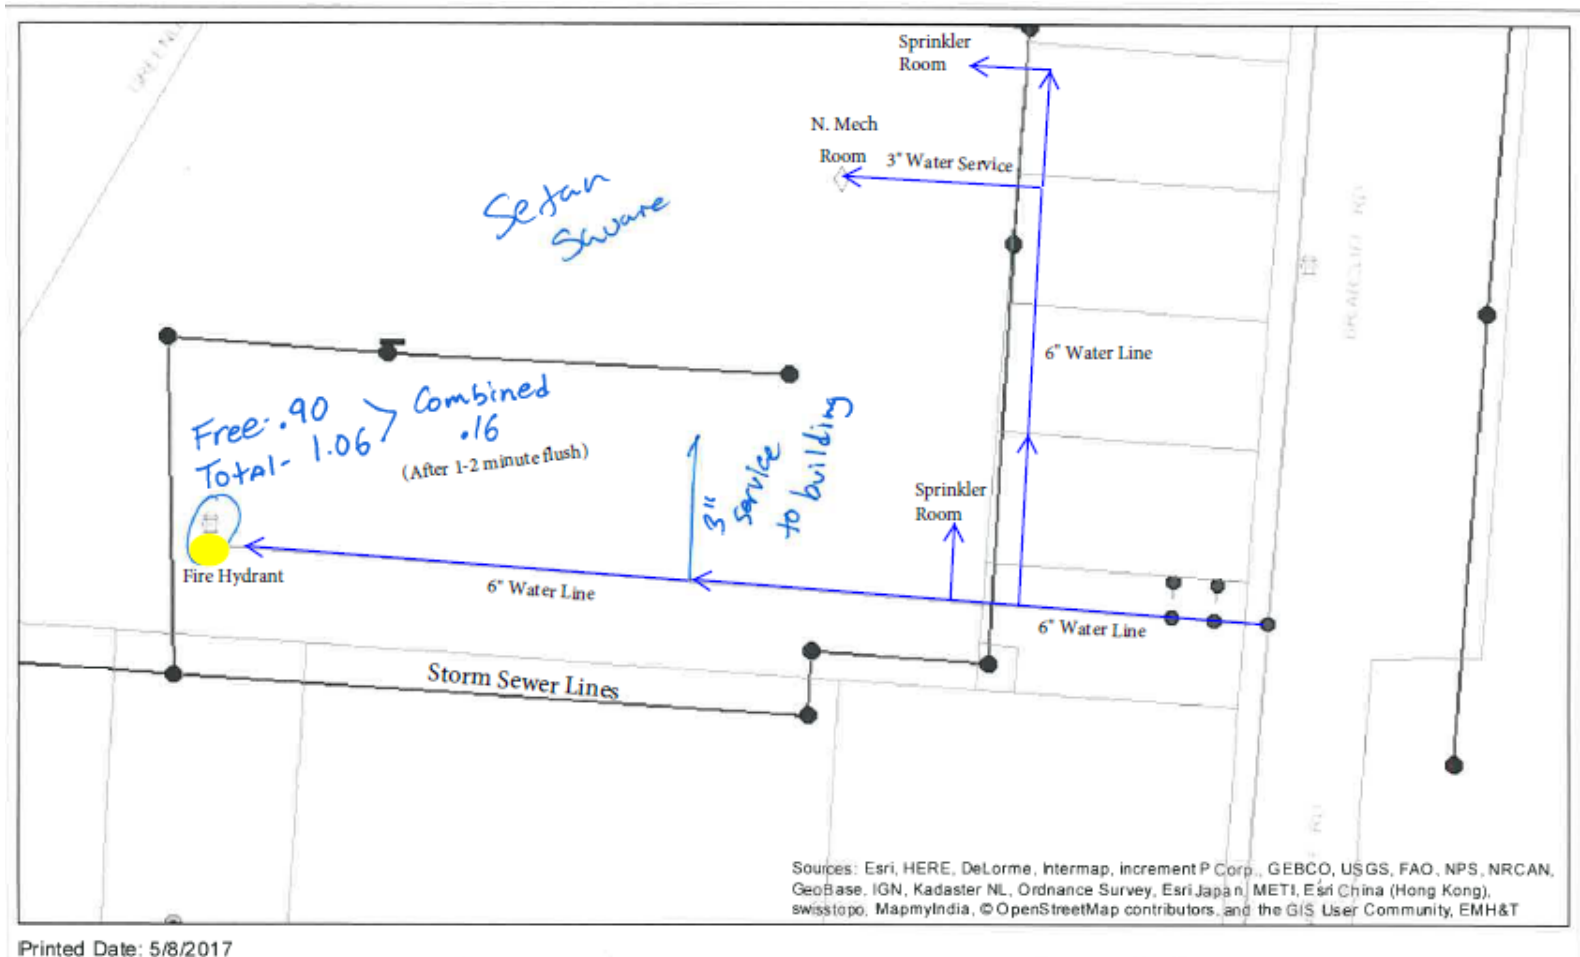 Sprinkler
Room
N. Mech
Room
3" Water Service
Setan
Square
6" Water Line
Free - .90
Total - 1.06
Combined
.16
(After 1-2 minute flush)
3" service to building
Sprinkler
Room
Fire Hydrant
6" Water Line
6" Water Line
Storm Sewer Lines
Sources: Esri, HERE, DeLorme, Intermap, increment P Corp., GEBCO, USGS, FAO, NPS, NRCAN,
GeoBase, IGN, Kadaster NL, Ordnance Survey, Esri Japan, METI, Esri China (Hong Kong),
swisstopo, MapmyIndia, © OpenStreetMap contributors, and the GIS User Community, EMH&T
Printed Date: 5/8/2017